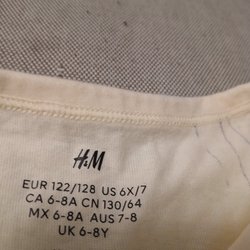 H&M
EUR 122/128 US 6X/7
CA 6-8A CN 130/64
MX 6-8A AUS 7-8
UK 6-8Y